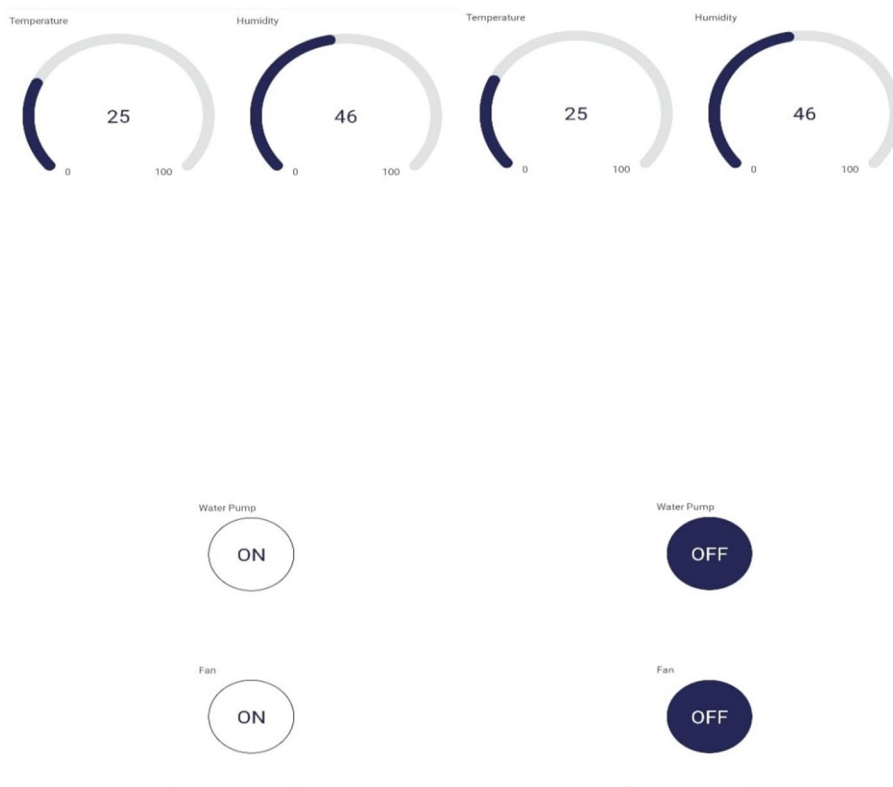 Temperature
Humidity
Temperature
Humidity
25
46
25
46
0
100
0
100
0
100
0
100
Water Pump
Water Pump
ON
OFF
Fan
Fan
ON
OFF